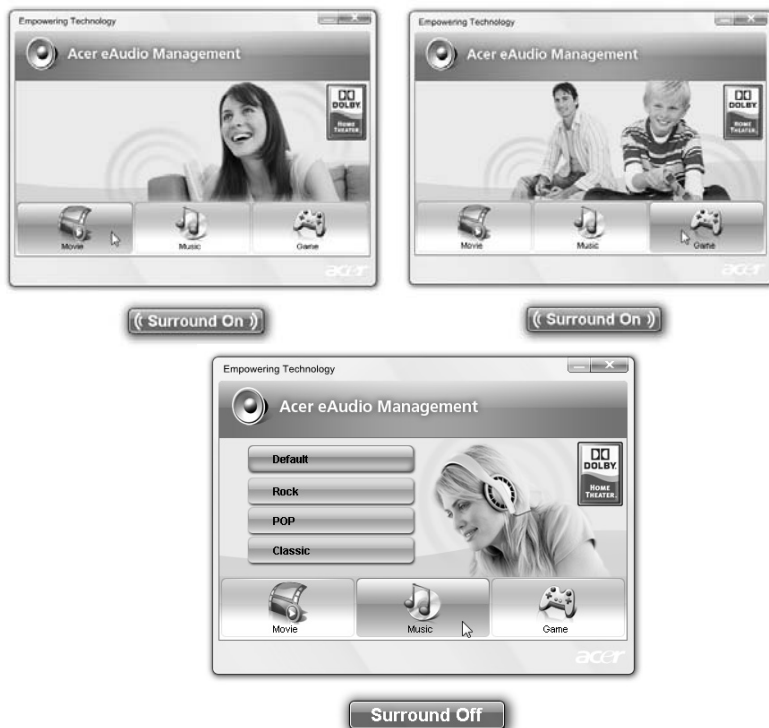 Empowering Technology
Acer eAudio Management
DOLBY
HOME THEATER
Movie
Music
Game
acer
(( Surround On ))
Empowering Technology
Acer eAudio Management
DOLBY
HOME THEATER
Movie
Music
Game
acer
(( Surround On ))
Empowering Technology
Acer eAudio Management
Default
Rock
POP
Classic
DOLBY
HOME
THEATER
Movie
Music
Game
acer
Surround Off